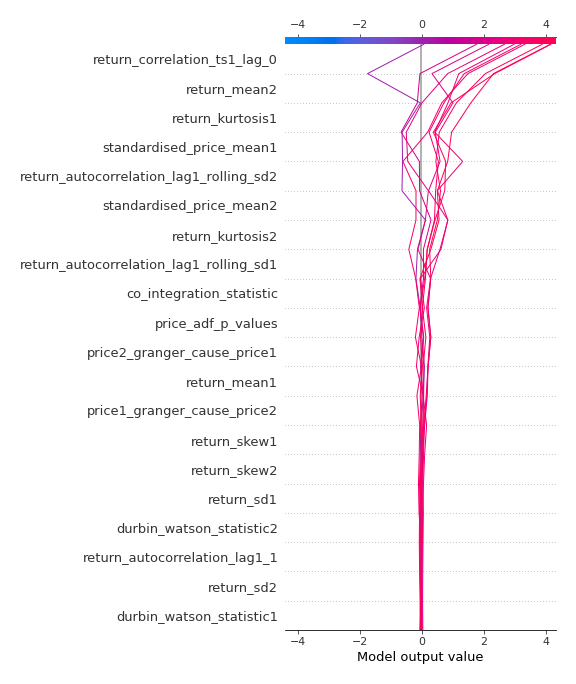 −4 −2 0 2 4
return_correlation_ts1_lag_0
return_mean2
return_kurtosis1
standardised_price_mean1
return_autocorrelation_lag1_rolling_sd2
standardised_price_mean2
return_kurtosis2
return_autocorrelation_lag1_rolling_sd1
co_integration_statistic
price_adf_p_values
price2_granger_cause_price1
return_mean1
price1_granger_cause_price2
return_skew1
return_skew2
return_sd1
durbin_watson_statistic2
return_autocorrelation_lag1_1
return_sd2
durbin_watson_statistic1
−4 −2 0 2 4
Model output value